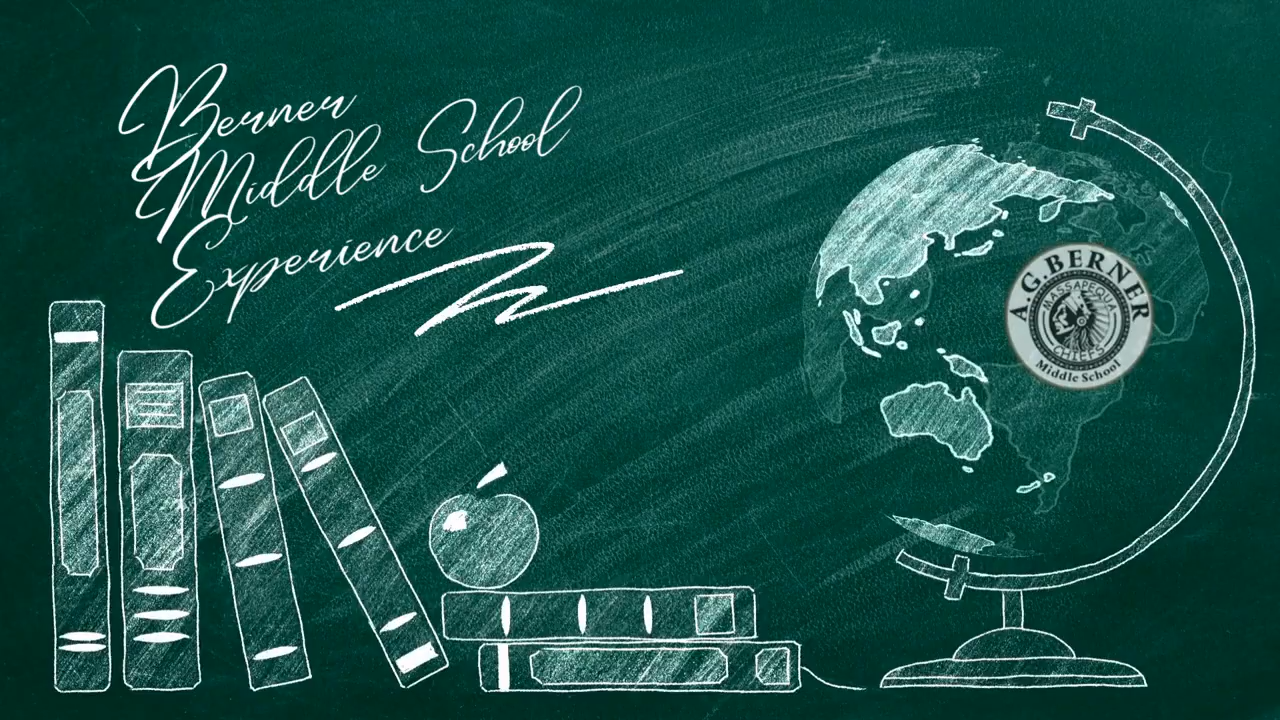 Berner
Middle School
Experience
A.G.BERNER
MASSAPEQUA
CHIEFS
Middle School